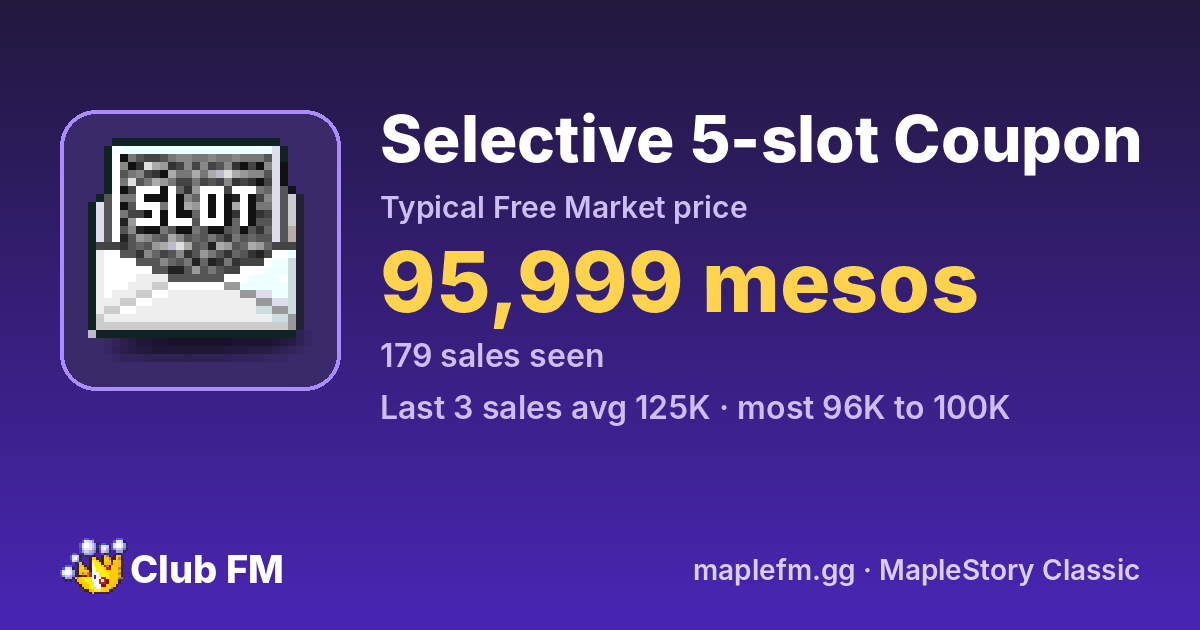 SLOT
Selective 5-slot Coupon
Typical Free Market price
95,999 mesos
179 sales seen
Last 3 sales avg 125K · most 96K to 100K
Club FM
maplefm.gg · MapleStory Classic